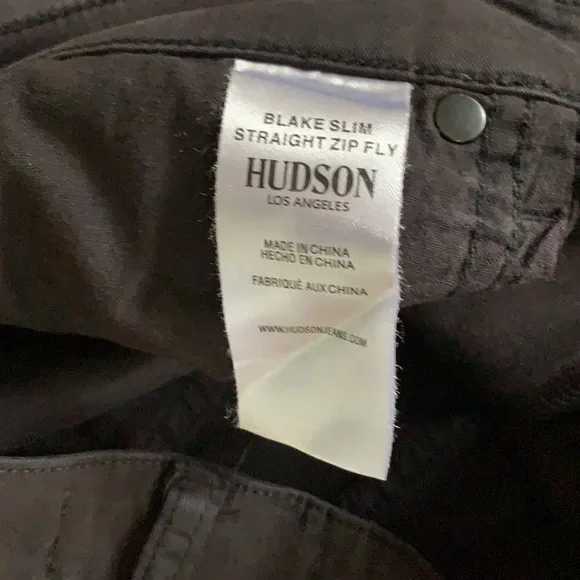 BLAKE SLIM
STRAIGHT ZIP FLY
HUDSON
LOS ANGELES
MADE IN CHINA
HECHO EN CHINA
FABRIQUÉ AUX CHINA
WWW.HUDSONJEANS.COM